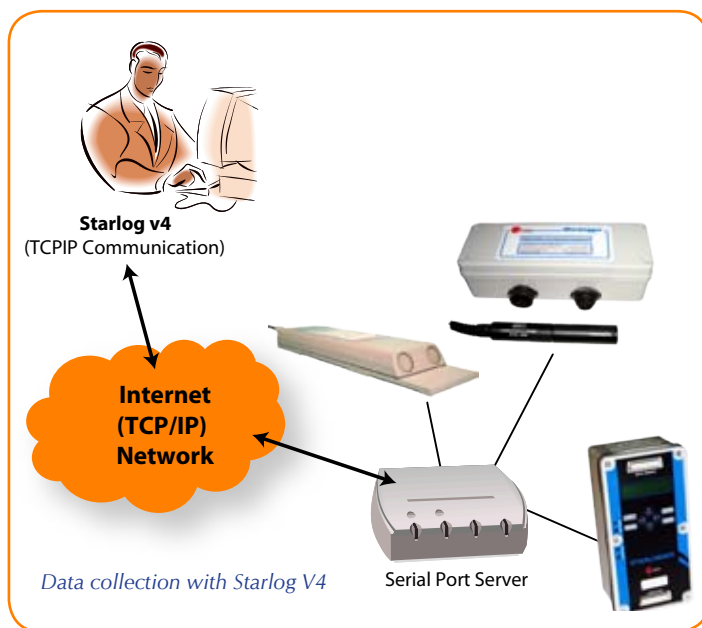 Starlog v4
(TCPIP Communication)
Internet
(TCP/IP)
Network
Data collection with Starlog V4
Serial Port Server